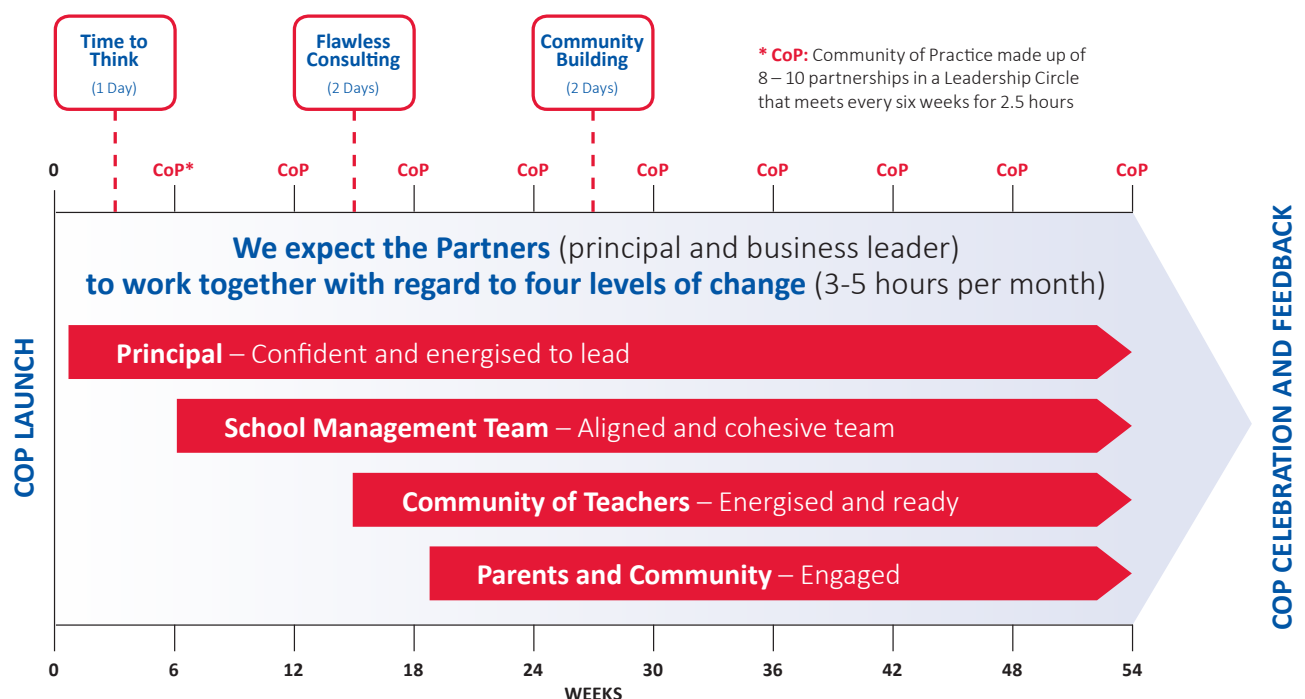 Time to
Think
(1 Day)
Flawless
Consulting
(2 Days)
Community
Building
(2 Days)
* CoP: Community of Practice made up of
8 – 10 partnerships in a Leadership Circle
that meets every six weeks for 2.5 hours
0 CoP* CoP CoP CoP CoP CoP CoP CoP CoP
We expect the Partners (principal and business leader)
to work together with regard to four levels of change (3-5 hours per month)
COP LAUNCH
Principal – Confident and energised to lead
School Management Team – Aligned and cohesive team
Community of Teachers – Energised and ready
Parents and Community – Engaged
COP CELEBRATION AND FEEDBACK
0 6 12 18 24 30 36 42 48 54
WEEKS